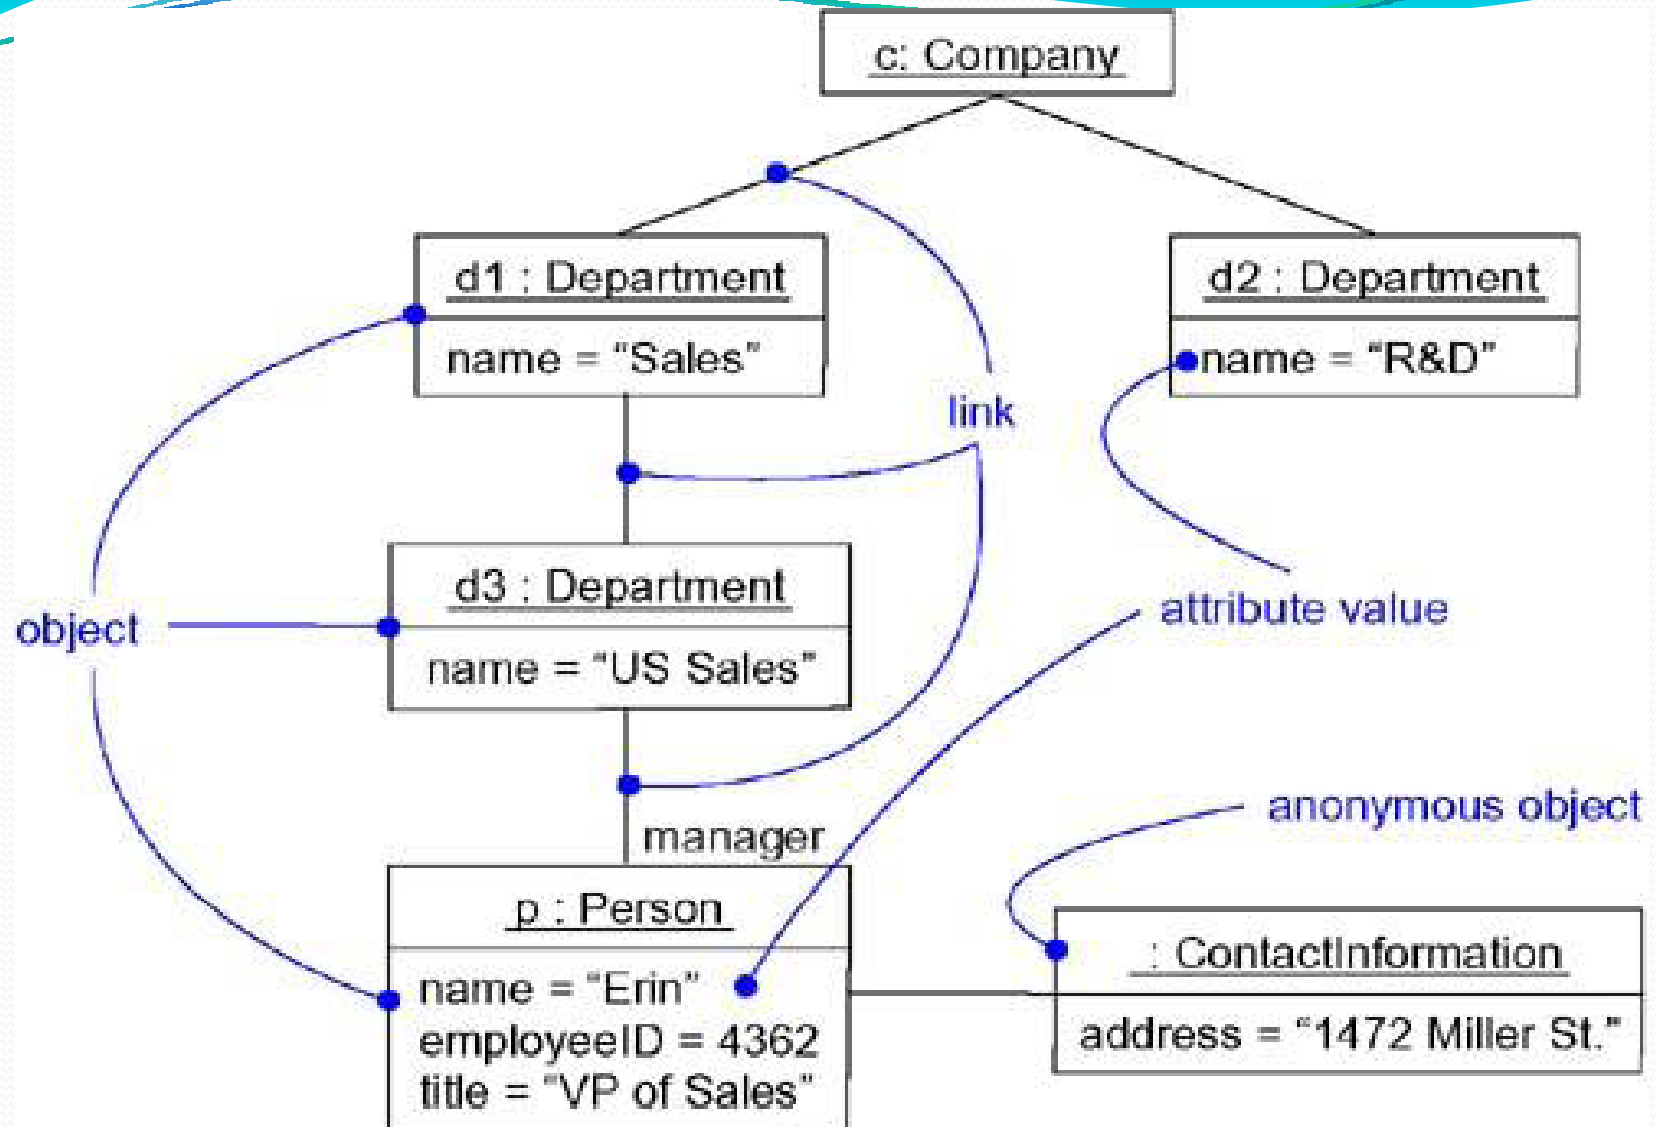 c: Company
d1 : Department
name = “Sales”
d2 : Department
name = “R&D”
link
d3 : Department
name = “US Sales”
object
attribute value
anonymous object
manager
p : Person
name = “Erin”
employeeID = 4362
title = “VP of Sales”
: ContactInformation
address = “1472 Miller St.”